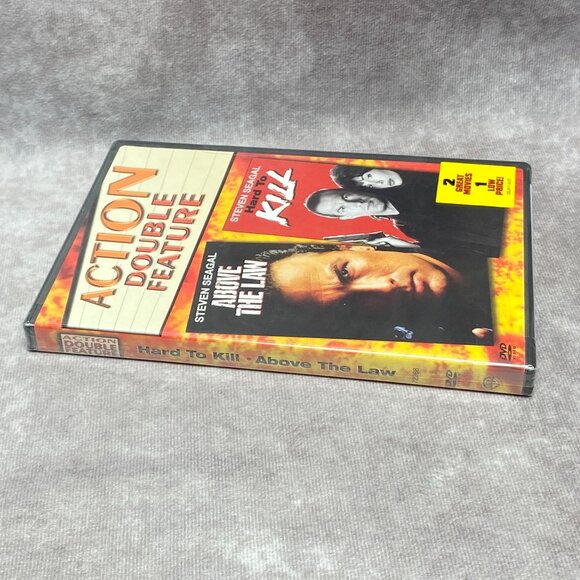 ACTION
DOUBLE
FEATURE
STEVEN SEAGAL
Hard To
KILL
2
GREAT
MOVIES
1
LOW
PRICE!
STEVEN SEAGAL
ABOVE
THE LAW
DVD
ACTION
DOUBLE
FEATURE
Hard To Kill · Above The Law
DVD